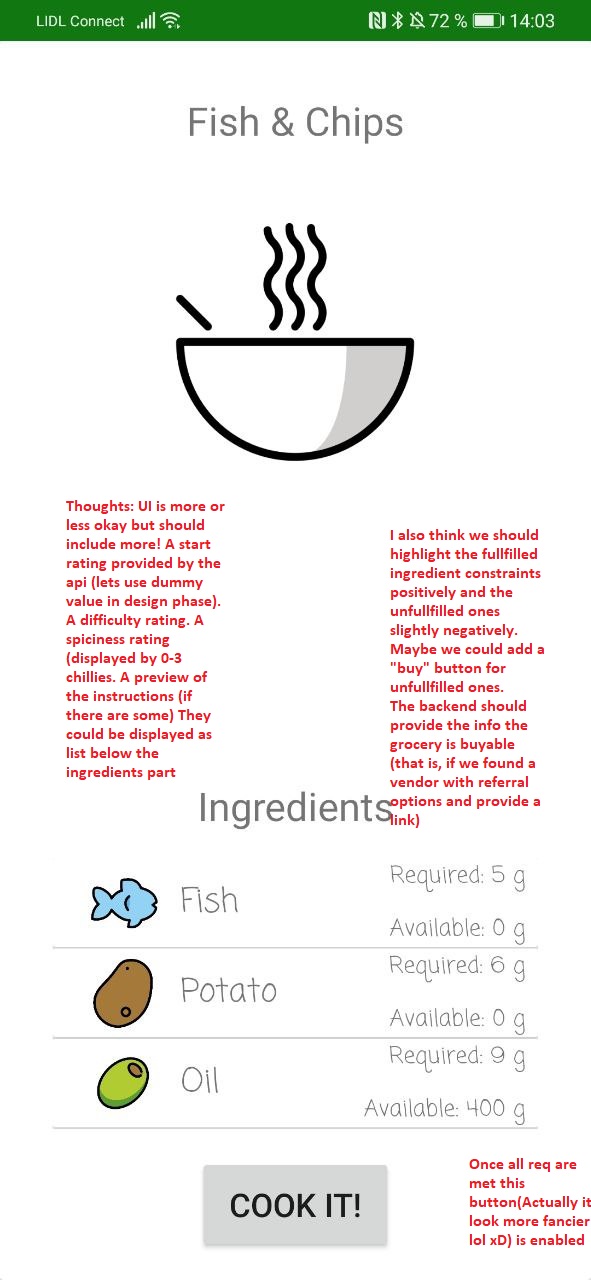 LIDL Connect 72 % 14:03
Fish & Chips
Thoughts: UI is more or
less okay but should
include more! A start
rating provided by the
api (lets use dummy
value in design phase).
A difficulty rating. A
spiciness rating
(displayed by 0-3
chillies. A preview of
the instructions (if
there are some) They
could be displayed as
list below the
ingredients part
I also think we should
highlight the fullfilled
ingredient constraints
positively and the
unfullfilled ones
slightly negatively.
Maybe we could add a
"buy" button for
unfullfilled ones.
The backend should
provide the info the
grocery is buyable
(that is, if we found a
vendor with referral
options and provide a
link)
Ingredients
Fish
Required: 5 g
Available: 0 g
Potato
Required: 6 g
Available: 0 g
Oil
Required: 9 g
Available: 400 g
COOK IT!
Once all req are
met this
button(Actually it
look more fancier
lol xD) is enabled